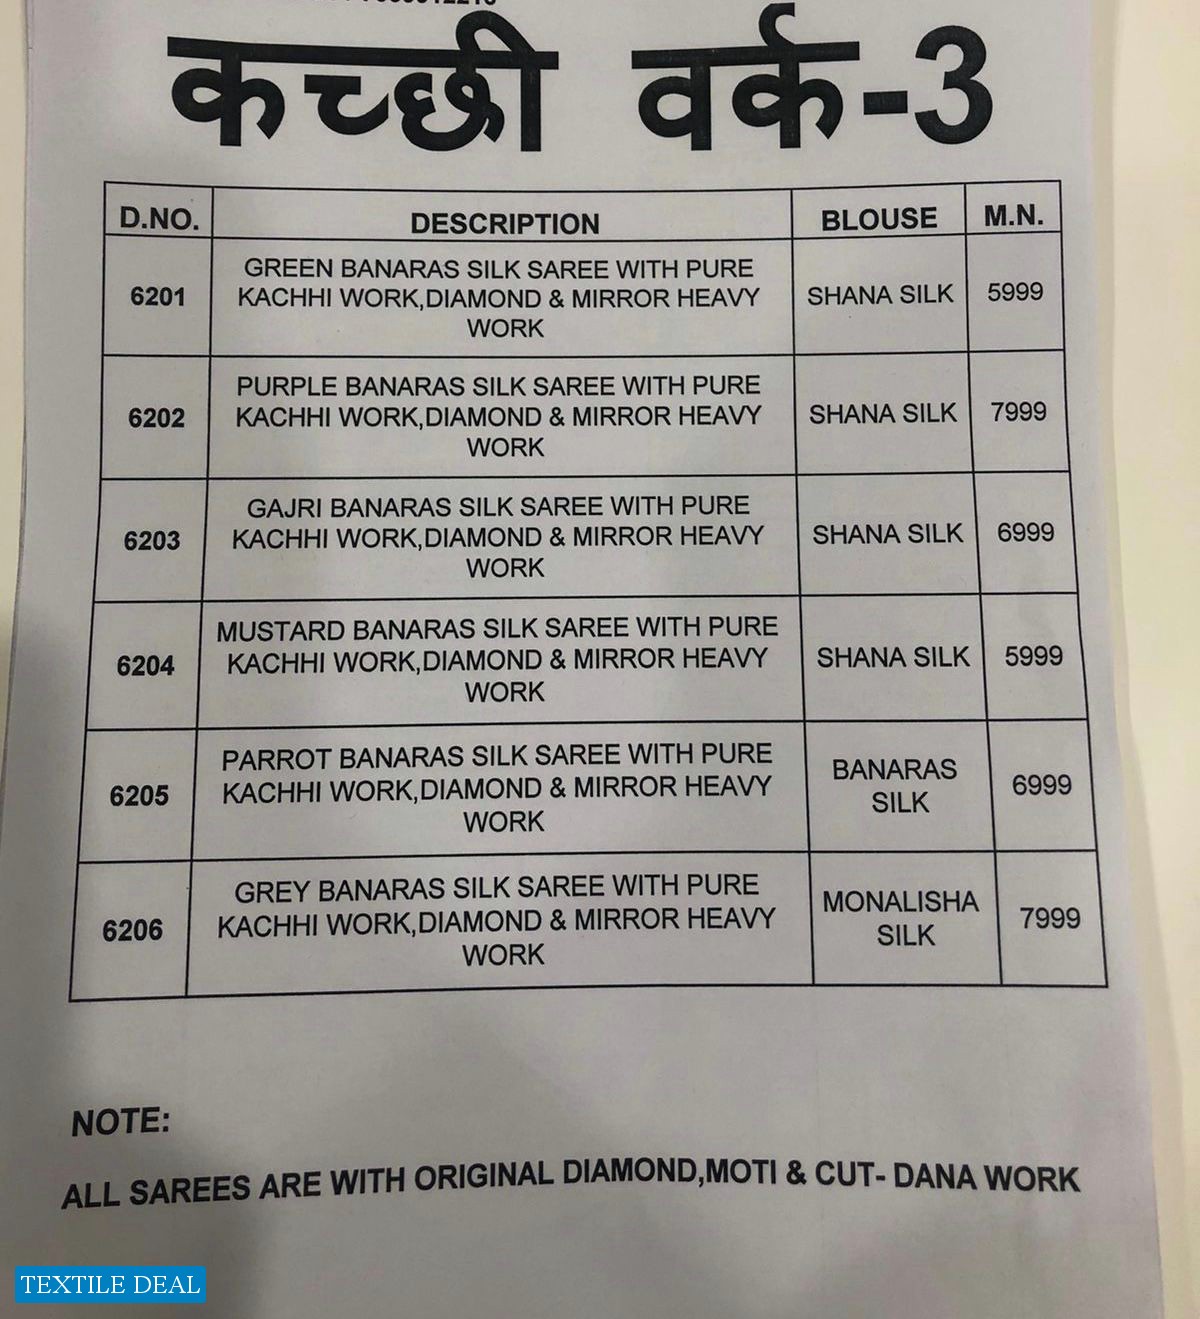 कच्छी वर्क-3
D.NO. DESCRIPTION BLOUSE M.N.
6201 GREEN BANARAS SILK SAREE WITH PURE KACHHI WORK,DIAMOND & MIRROR HEAVY WORK SHANA SILK 5999
6202 PURPLE BANARAS SILK SAREE WITH PURE KACHHI WORK,DIAMOND & MIRROR HEAVY WORK SHANA SILK 7999
6203 GAJRI BANARAS SILK SAREE WITH PURE KACHHI WORK,DIAMOND & MIRROR HEAVY WORK SHANA SILK 6999
6204 MUSTARD BANARAS SILK SAREE WITH PURE KACHHI WORK,DIAMOND & MIRROR HEAVY WORK SHANA SILK 5999
6205 PARROT BANARAS SILK SAREE WITH PURE KACHHI WORK,DIAMOND & MIRROR HEAVY WORK BANARAS SILK 6999
6206 GREY BANARAS SILK SAREE WITH PURE KACHHI WORK,DIAMOND & MIRROR HEAVY WORK MONALISHA SILK 7999
NOTE:
ALL SAREES ARE WITH ORIGINAL DIAMOND,MOTI & CUT- DANA WORK
TEXTILE DEAL